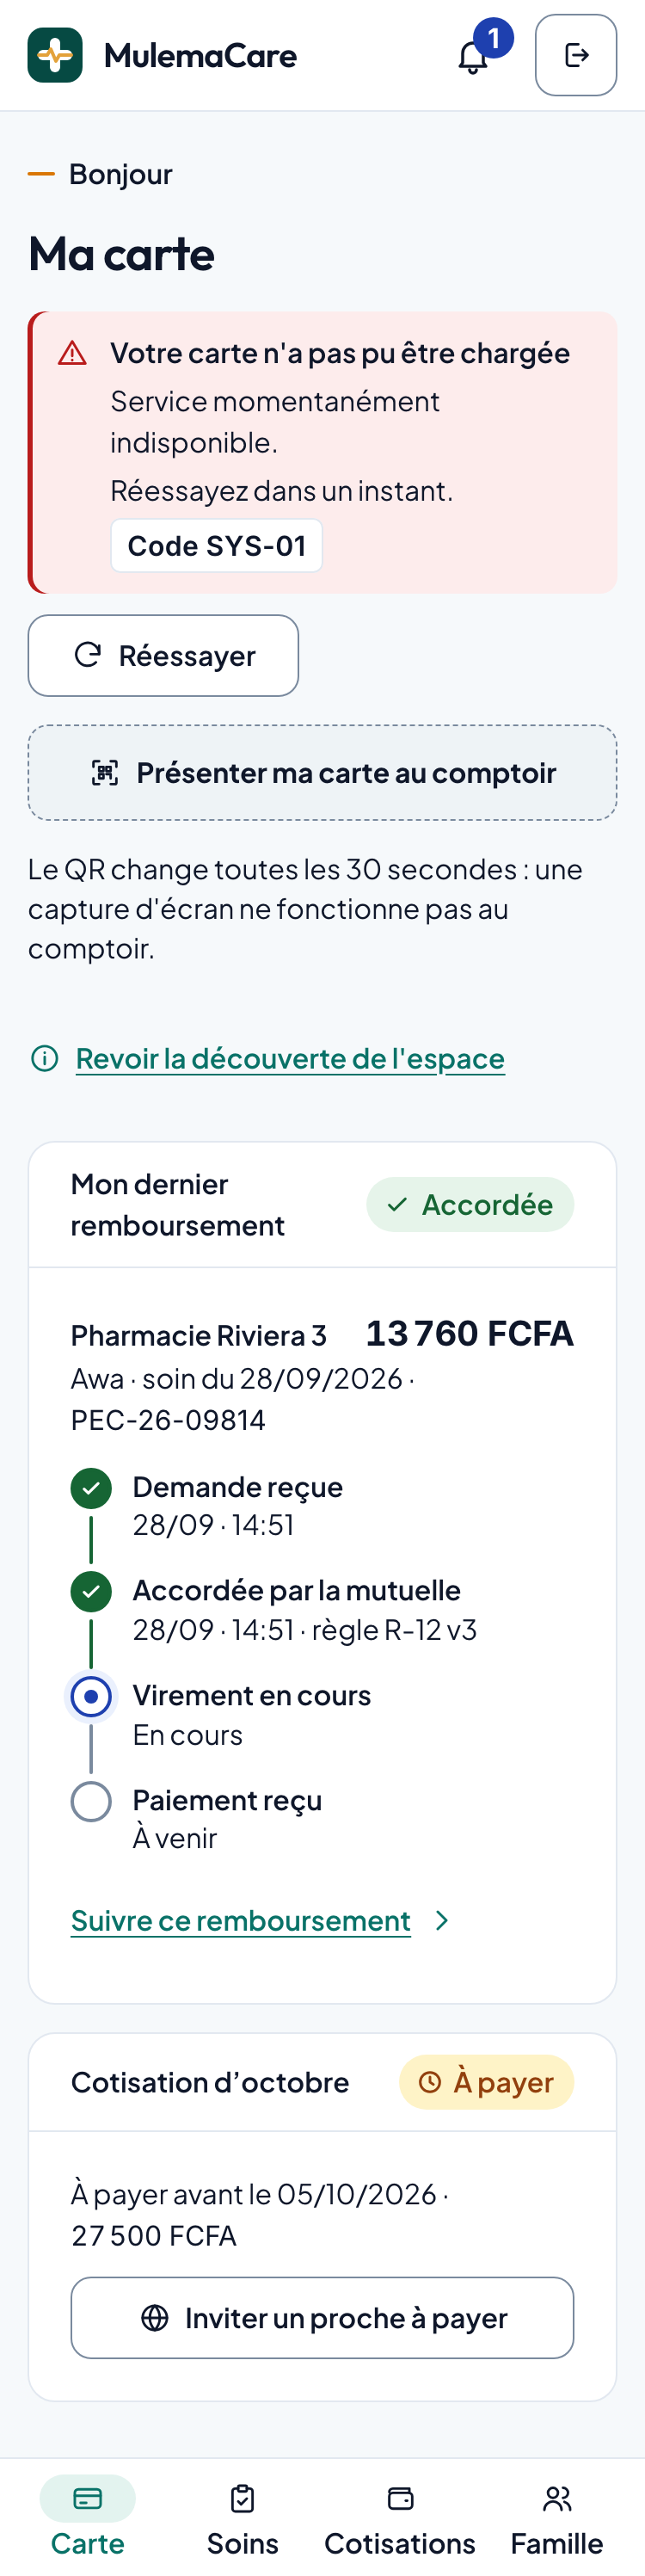 MulemaCare
1
Bonjour
Ma carte
Votre carte n'a pas pu être chargée
Service momentanément
indisponible.
Réessayez dans un instant.
Code SYS-01
Réessayer
Présenter ma carte au comptoir
Le QR change toutes les 30 secondes : une
capture d'écran ne fonctionne pas au
comptoir.
Revoir la découverte de l'espace
Mon dernier
remboursement
Accordée
Pharmacie Riviera 3
13 760 FCFA
Awa · soin du 28/09/2026 ·
PEC-26-09814
Demande reçue
28/09 · 14:51
Accordée par la mutuelle
28/09 · 14:51 · règle R-12 v3
Virement en cours
En cours
Paiement reçu
À venir
Suivre ce remboursement
Cotisation d’octobre
À payer
À payer avant le 05/10/2026 ·
27 500 FCFA
Inviter un proche à payer
Carte
Soins
Cotisations
Famille